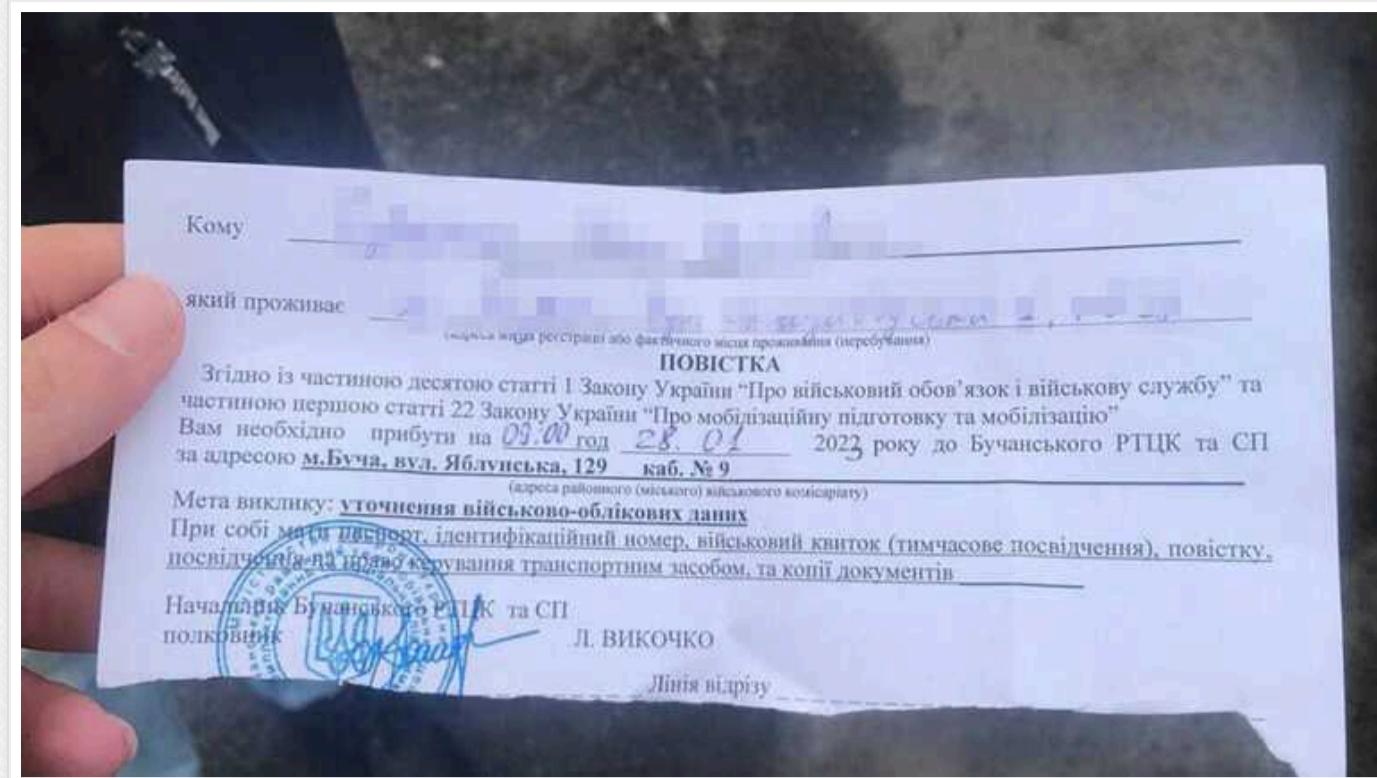 Кому
який проживає
(адреса місця реєстрації або фактичного місця проживання (перебування)
ПОВІСТКА
Згідно із частиною десятою статті 1 Закону України “Про військовий обов’язок і військову службу” та
частиною першою статті 22 Закону України “Про мобілізаційну підготовку та мобілізацію”
Вам необхідно прибути на 09:00 год 28. 01 2023 року до Бучанського РТЦК та СП
за адресою м.Буча, вул. Яблунська, 129 каб. № 9
(адреса районного (міського) військового комісаріату)
Мета виклику: уточнення військово-облікових даних
При собі мати паспорт, ідентифікаційний номер, військовий квиток (тимчасове посвідчення), повістку,
посвідчення на право керування транспортним засобом, та копії документів
Начальник Бучанського РТЦК та СП
полковник Л. ВИКОЧКО
Лінія відрізу